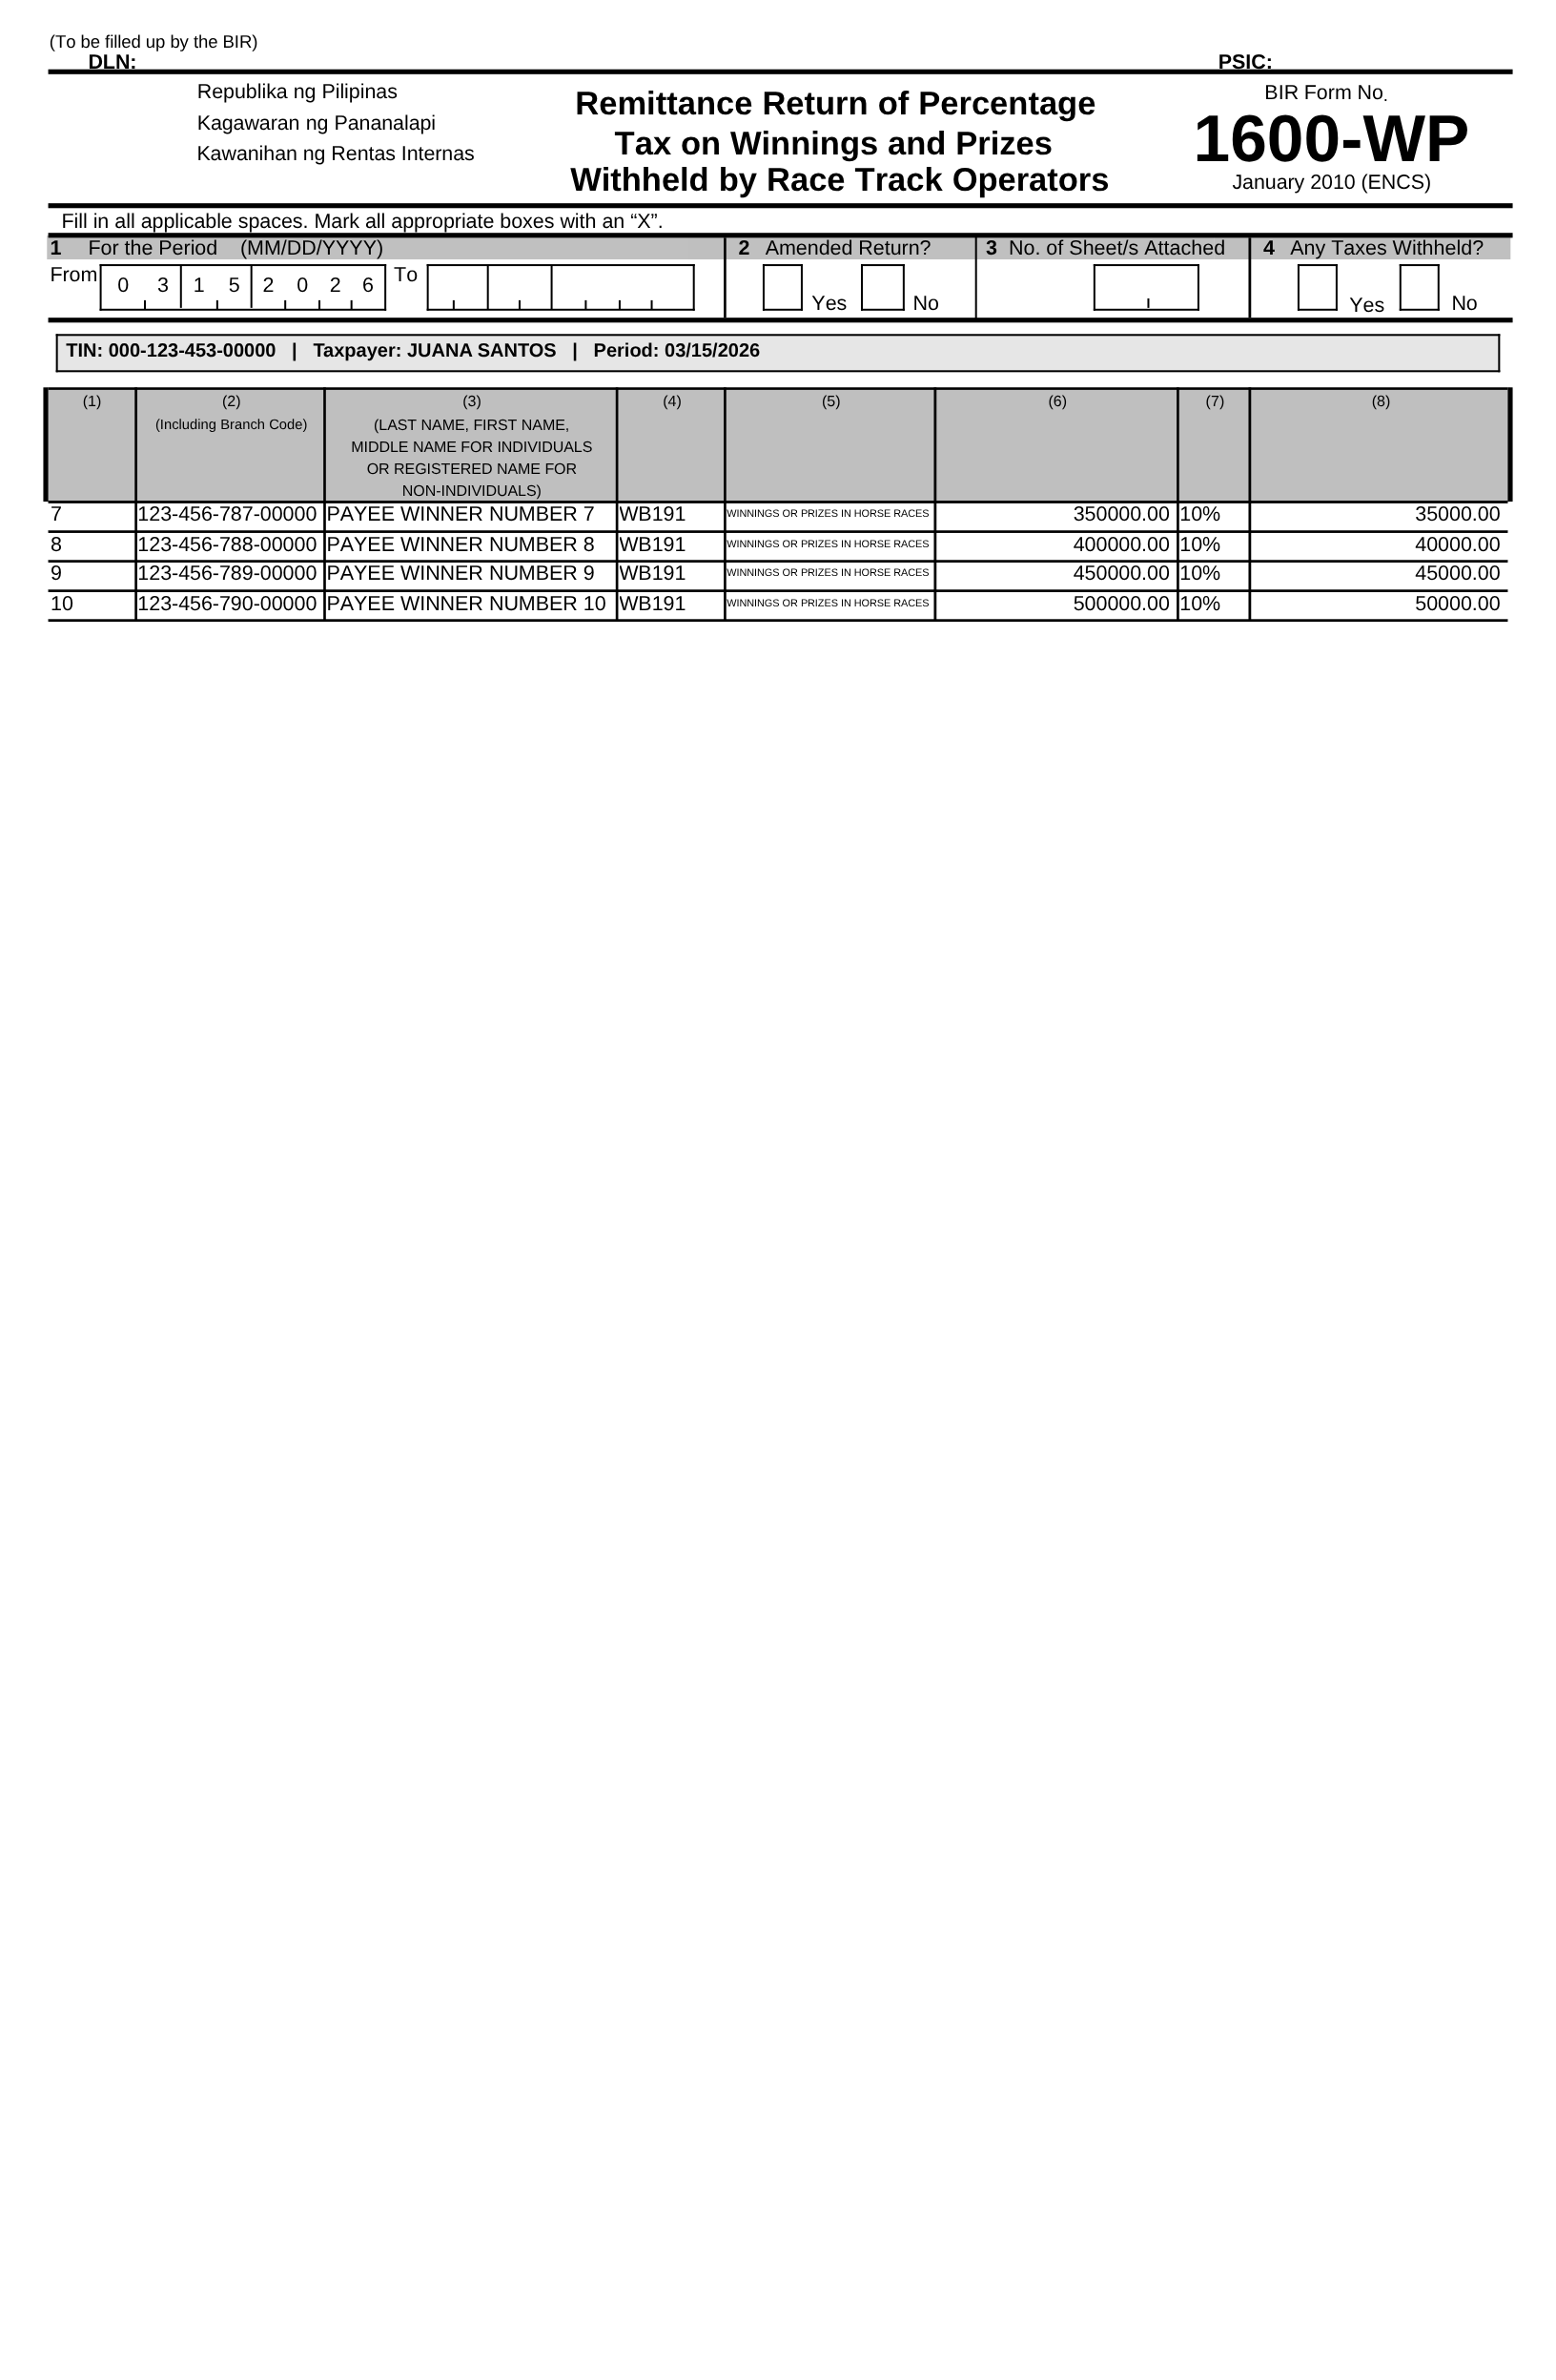 (To be filled up by the BIR)
DLN: PSIC:
Republika ng Pilipinas
Kagawaran ng Pananalapi
Kawanihan ng Rentas Internas
Remittance Return of Percentage
Tax on Winnings and Prizes
Withheld by Race Track Operators
BIR Form No.
1600-WP
January 2010 (ENCS)
Fill in all applicable spaces. Mark all appropriate boxes with an “X”.
1 For the Period (MM/DD/YYYY) 2 Amended Return? 3 No. of Sheet/s Attached 4 Any Taxes Withheld?
From 0 3 1 5 2 0 2 6 To Yes No Yes No
TIN: 000-123-453-00000 | Taxpayer: JUANA SANTOS | Period: 03/15/2026
(1) (2) (3) (4) (5) (6) (7) (8)
(Including Branch Code) (LAST NAME, FIRST NAME,
MIDDLE NAME FOR INDIVIDUALS
OR REGISTERED NAME FOR
NON-INDIVIDUALS)
7 123-456-787-00000 PAYEE WINNER NUMBER 7 WB191 WINNINGS OR PRIZES IN HORSE RACES 350000.00 10% 35000.00
8 123-456-788-00000 PAYEE WINNER NUMBER 8 WB191 WINNINGS OR PRIZES IN HORSE RACES 400000.00 10% 40000.00
9 123-456-789-00000 PAYEE WINNER NUMBER 9 WB191 WINNINGS OR PRIZES IN HORSE RACES 450000.00 10% 45000.00
10 123-456-790-00000 PAYEE WINNER NUMBER 10 WB191 WINNINGS OR PRIZES IN HORSE RACES 500000.00 10% 50000.00